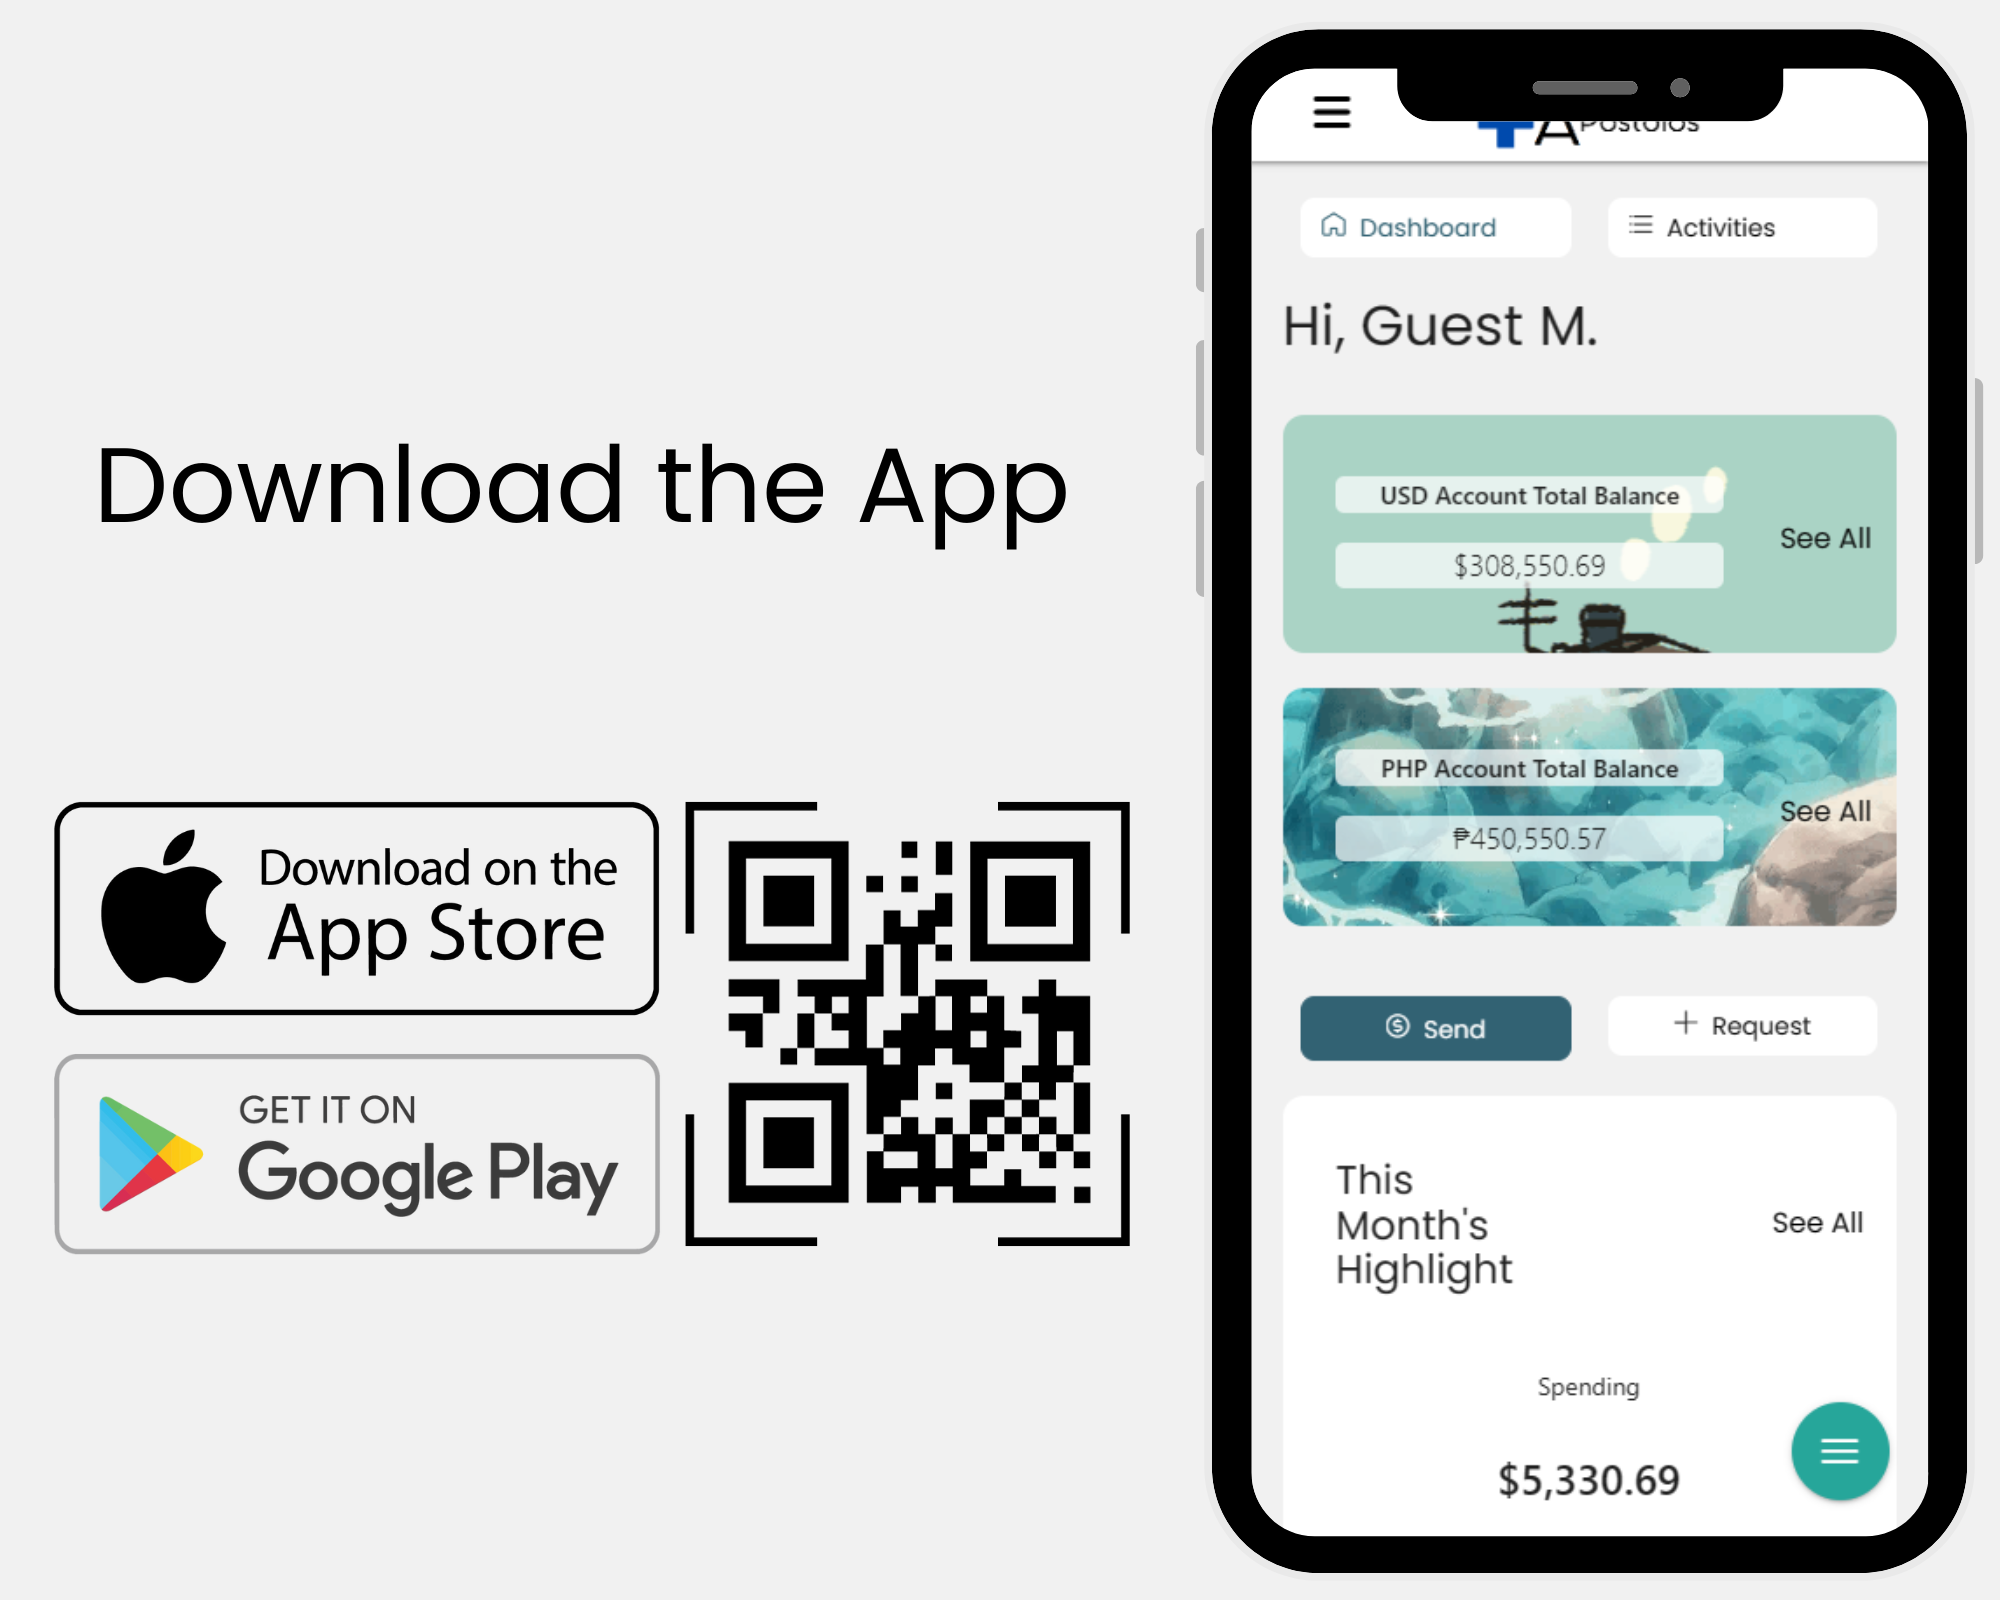 Download the App
Download on the
App Store
GET IT ON
Google Play
APostolos
Dashboard
Activities
Hi, Guest M.
USD Account Total Balance
$308,550.69
See All
PHP Account Total Balance
₱450,550.57
See All
Send
Request
This
Month's
Highlight
See All
Spending
$5,330.69